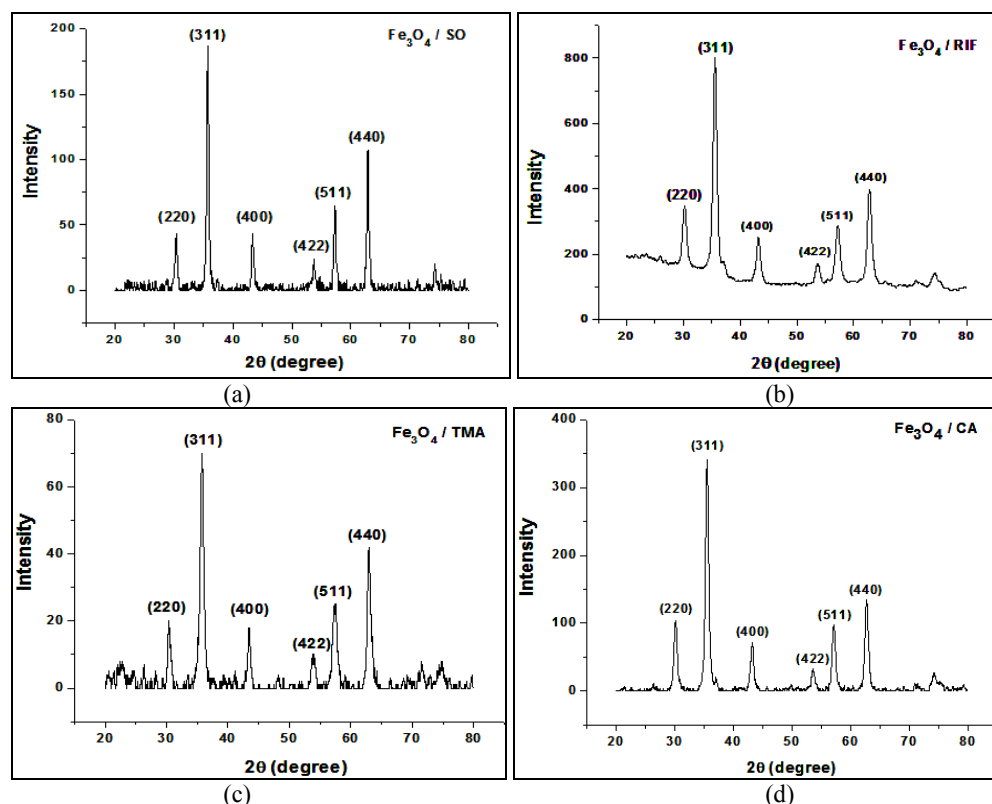 Fe3O4 / SO
(311)
(440)
(511)
(220)
(400)
(422)
200
150
100
50
0
Intensity
20 30 40 50 60 70 80
2θ (degree)
(a)
Fe3O4 / RIF
(311)
(440)
(220)
(511)
(400)
(422)
800
600
400
200
0
Intensity
20 30 40 50 60 70 80
2θ (degree)
(b)
Fe3O4 / TMA
(311)
(440)
(511)
(220)
(400)
(422)
80
60
40
20
0
Intensity
20 30 40 50 60 70 80
2θ (degree)
(c)
Fe3O4 / CA
(311)
(440)
(220)
(511)
(400)
(422)
400
300
200
100
0
Intensity
20 30 40 50 60 70 80
2θ (degree)
(d)